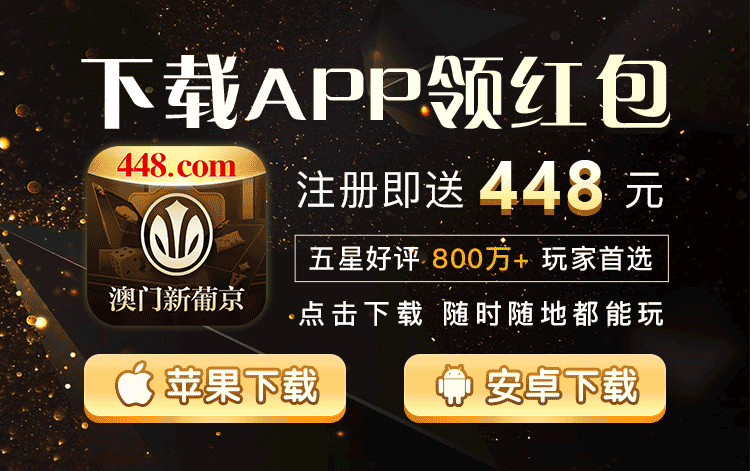 下载APP领红包
448.com
澳门新葡京
注册即送 448 元
五星好评 800万+ 玩家首选
点击下载 随时随地都能玩
苹果下载
安卓下载